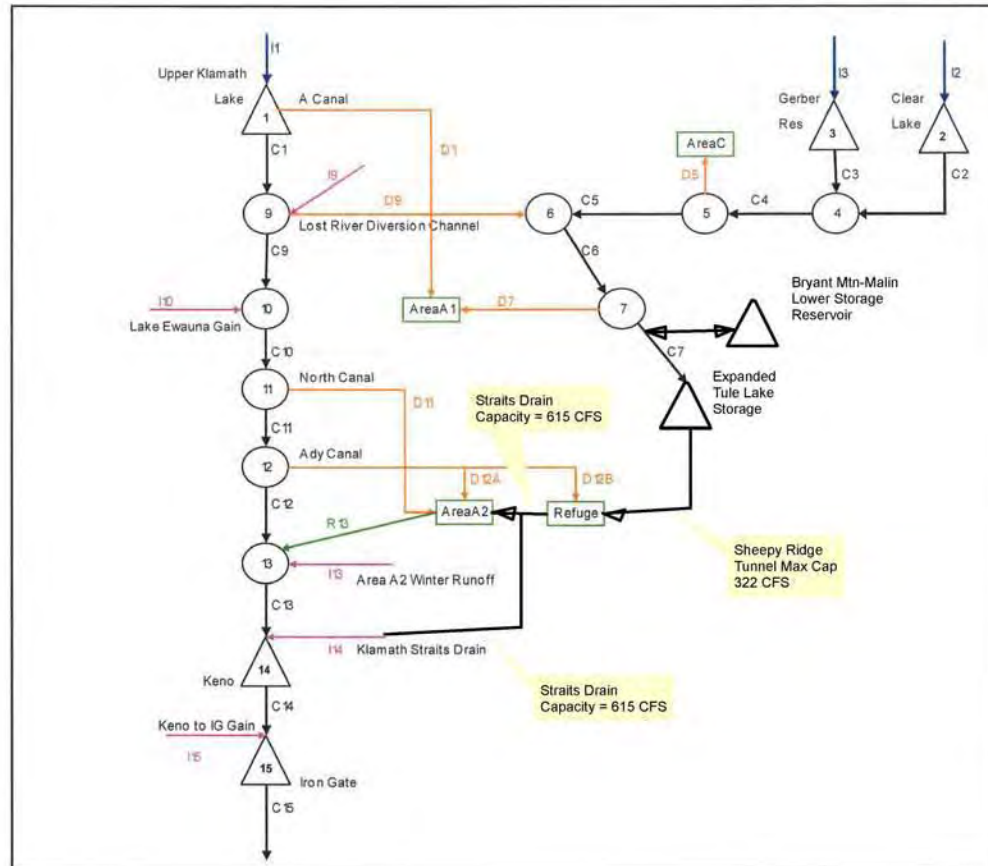 I1
I3
I2
Upper Klamath
Lake
A Canal
Gerber
Res
Clear
Lake
1
3
2
AreaC
C1
D1
I9
D5
C3
C2
9
D9
6
C5
5
C4
4
Lost River Diversion Channel
C9
C6
Bryant Mtn-Malin
Lower Storage
Reservoir
I10
10
AreaA1
D7
7
Lake Ewauna Gain
C10
C7
Expanded
Tule Lake
Storage
North Canal
11
D11
Straits Drain
Capacity = 615 CFS
C11
Ady Canal
12
D12A
D12B
C12
AreaA2
Refuge
R13
Sheepy Ridge
Tunnel Max Cap
322 CFS
13
I13
Area A2 Winter Runoff
C13
I14
Klamath Straits Drain
14
Keno
Straits Drain
Capacity = 615 CFS
C14
Keno to IG Gain
I15
15
Iron Gate
C15